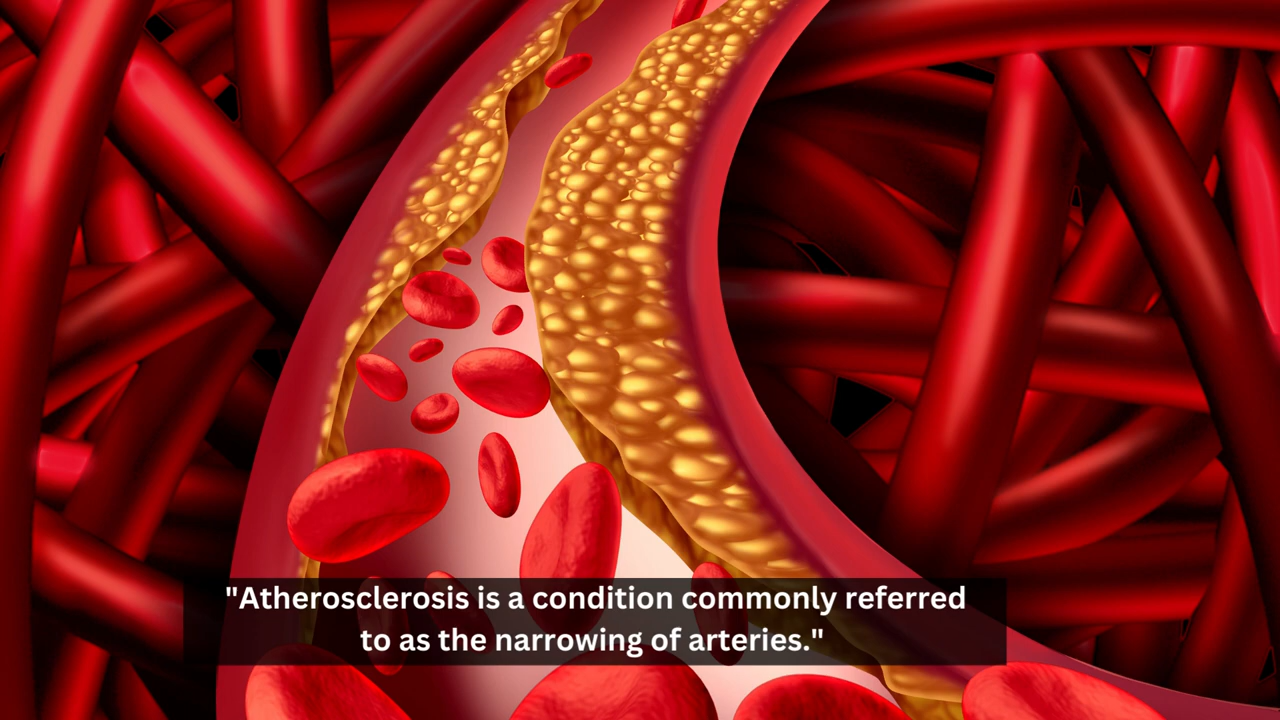 "Atherosclerosis is a condition commonly referred
to as the narrowing of arteries."